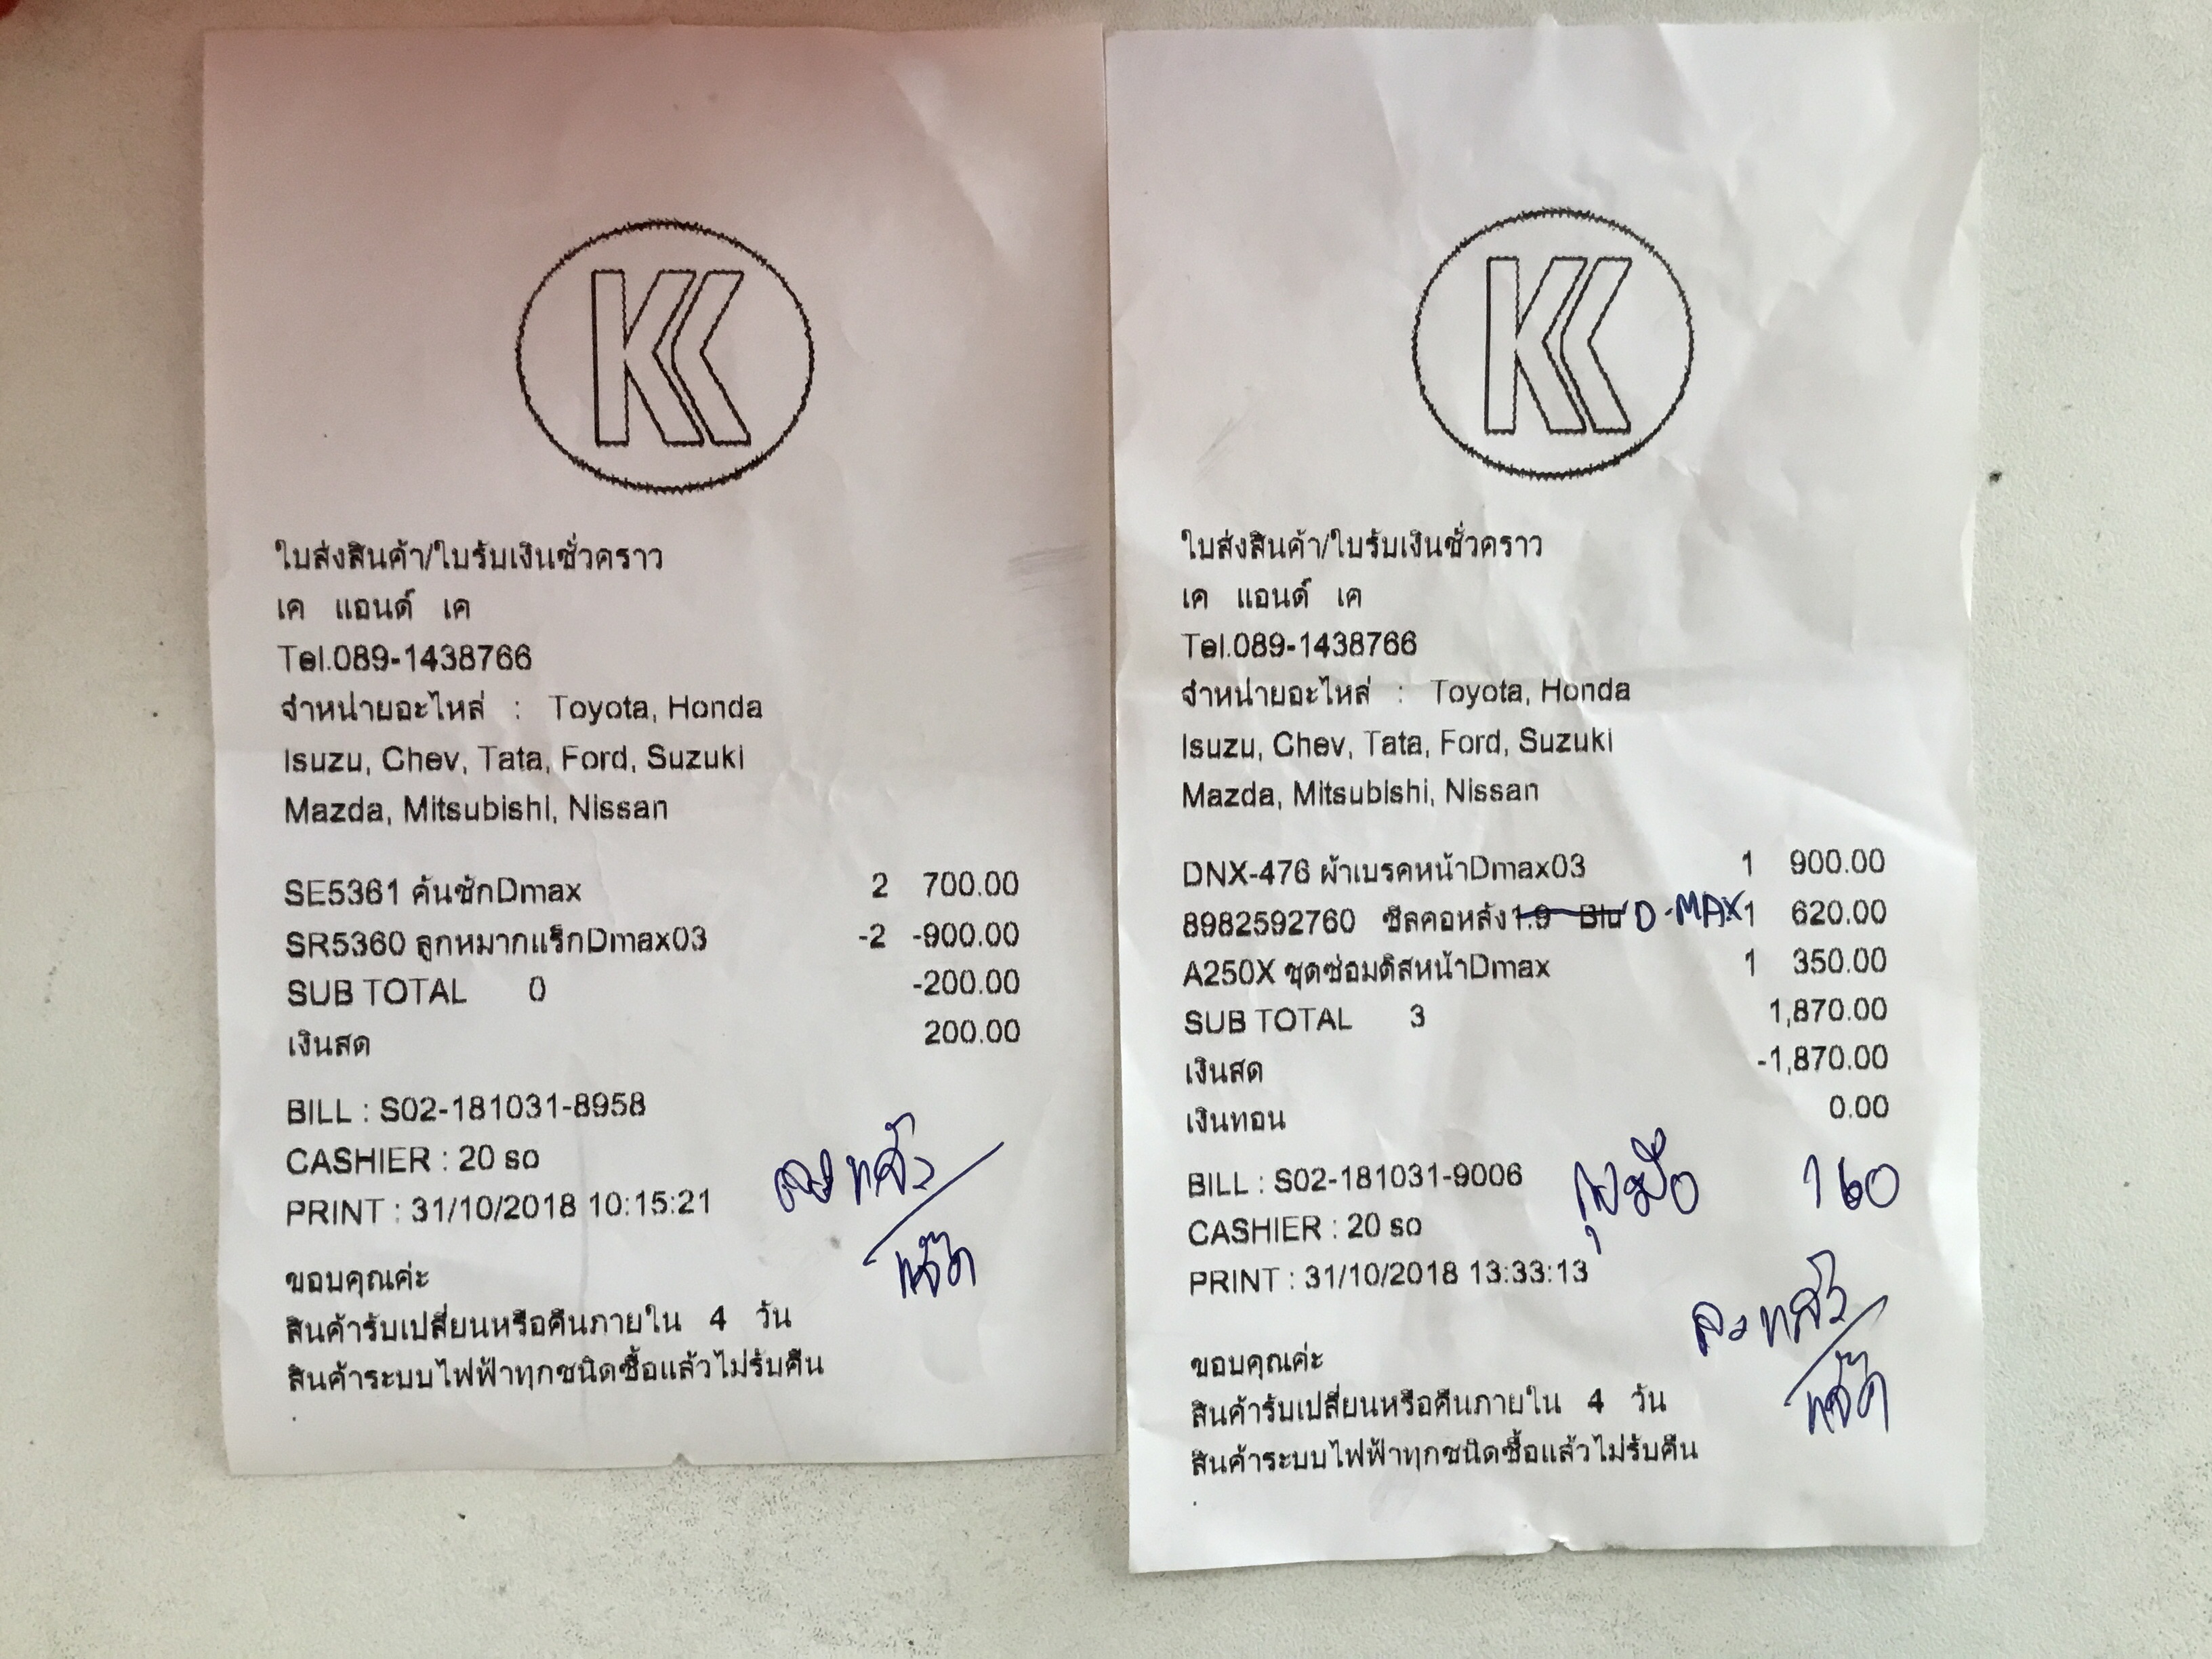 KK
ใบส่งสินค้า/ใบรับเงินชั่วคราว
เค แอนด์ เค
Tel.089-1438766
จำหน่ายอะไหล่ : Toyota, Honda
Isuzu, Chev, Tata, Ford, Suzuki
Mazda, Mitsubishi, Nissan
SE5361 คันชักDmax 2 700.00
SR5360 ลูกหมากแร็กDmax03 -2 -900.00
SUB TOTAL 0 -200.00
เงินสด 200.00
BILL : S02-181031-8958
CASHIER : 20 so
PRINT : 31/10/2018 10:15:21
ขอบคุณค่ะ
สินค้ารับเปลี่ยนหรือคืนภายใน 4 วัน
สินค้าระบบไฟฟ้าทุกชนิดซื้อแล้วไม่รับคืน
KK
ใบส่งสินค้า/ใบรับเงินชั่วคราว
เค แอนด์ เค
Tel.089-1438766
จำหน่ายอะไหล่ : Toyota, Honda
Isuzu, Chev, Tata, Ford, Suzuki
Mazda, Mitsubishi, Nissan
DNX-476 ผ้าเบรคหน้าDmax03 1 900.00
8982592760 ซีลคอหลัง1.9 Blu D-MAX 1 620.00
A250X ชุดซ่อมดิสหน้าDmax 1 350.00
SUB TOTAL 3 1,870.00
เงินสด -1,870.00
เงินทอน 0.00
BILL : S02-181031-9006
ถุงมือ 160
CASHIER : 20 so
PRINT : 31/10/2018 13:33:13
ขอบคุณค่ะ
สินค้ารับเปลี่ยนหรือคืนภายใน 4 วัน
สินค้าระบบไฟฟ้าทุกชนิดซื้อแล้วไม่รับคืน